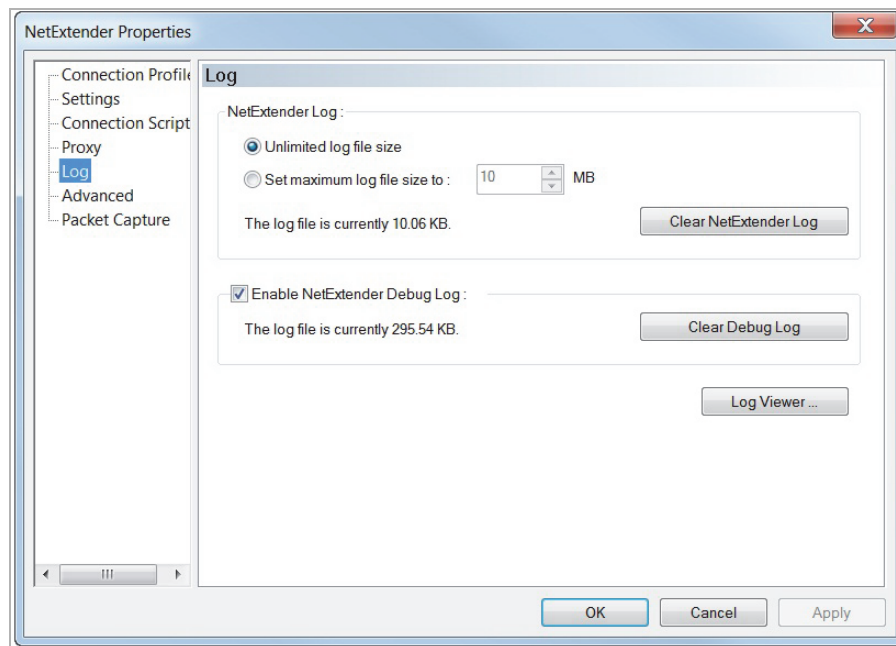 NetExtender Properties
Connection Profile
Settings
Connection Script
Proxy
Log
Advanced
Packet Capture
Log
NetExtender Log :
Unlimited log file size
Set maximum log file size to : 10 MB
The log file is currently 10.06 KB.
Clear NetExtender Log
Enable NetExtender Debug Log :
The log file is currently 295.54 KB.
Clear Debug Log
Log Viewer ...
OK Cancel Apply